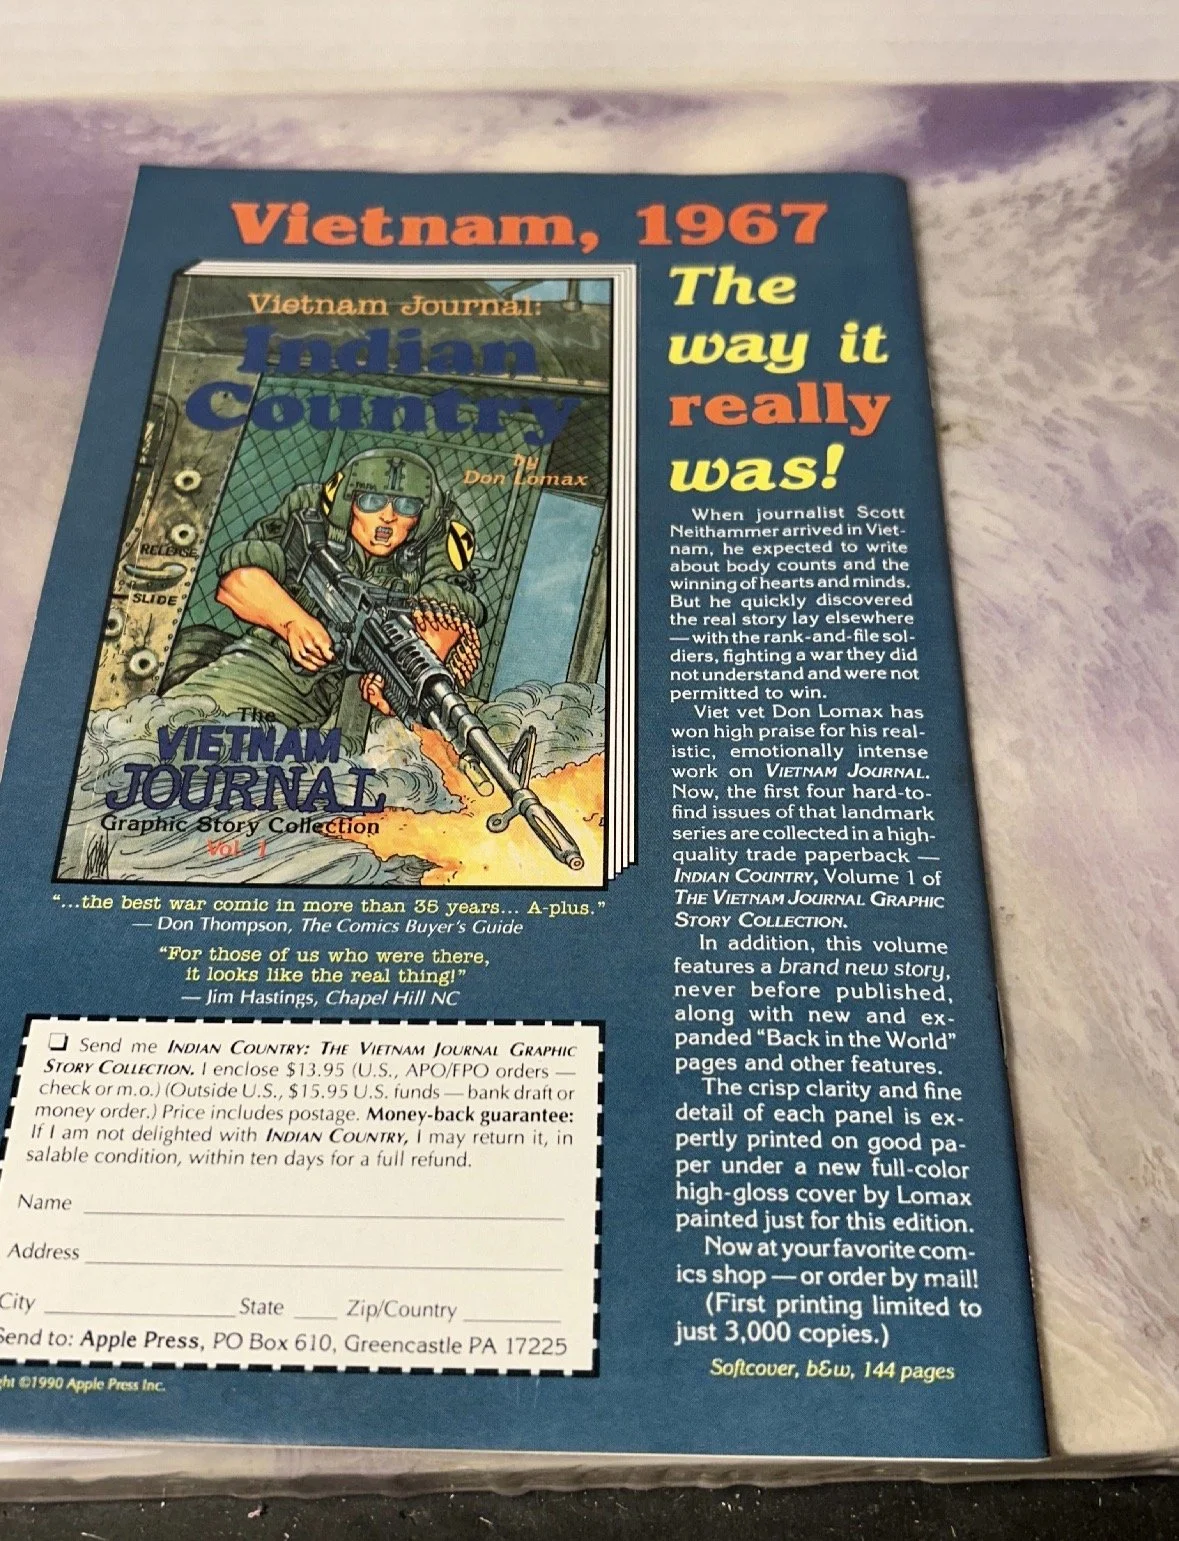 Vietnam, 1967
Vietnam Journal:
Indian
Country
by
Don Lomax
RELEASE
SLIDE
The
VIETNAM
JOURNAL
Graphic Story Collection
Vol. 1
"...the best war comic in more than 35 years... A-plus."
— Don Thompson, The Comics Buyer's Guide
"For those of us who were there,
it looks like the real thing!"
— Jim Hastings, Chapel Hill NC
Send me INDIAN COUNTRY: THE VIETNAM JOURNAL GRAPHIC
STORY COLLECTION. I enclose $13.95 (U.S., APO/FPO orders —
check or m.o.) (Outside U.S., $15.95 U.S. funds — bank draft or
money order.) Price includes postage. Money-back guarantee:
If I am not delighted with INDIAN COUNTRY, I may return it, in
salable condition, within ten days for a full refund.
Name
Address
City State Zip/Country
Send to: Apple Press, PO Box 610, Greencastle PA 17225
ght ©1990 Apple Press Inc.
The
way it
really
was!
When journalist Scott
Neithammer arrived in Viet-
nam, he expected to write
about body counts and the
winning of hearts and minds.
But he quickly discovered
the real story lay elsewhere
— with the rank-and-file sol-
diers, fighting a war they did
not understand and were not
permitted to win.
Viet vet Don Lomax has
won high praise for his real-
istic, emotionally intense
work on VIETNAM JOURNAL.
Now, the first four hard-to-
find issues of that landmark
series are collected in a high-
quality trade paperback —
INDIAN COUNTRY, Volume 1 of
THE VIETNAM JOURNAL GRAPHIC
STORY COLLECTION.
In addition, this volume
features a brand new story,
never before published,
along with new and ex-
panded "Back in the World"
pages and other features.
The crisp clarity and fine
detail of each panel is ex-
pertly printed on good pa-
per under a new full-color
high-gloss cover by Lomax
painted just for this edition.
Now at your favorite com-
ics shop — or order by mail!
(First printing limited to
just 3,000 copies.)
Softcover, b&w, 144 pages